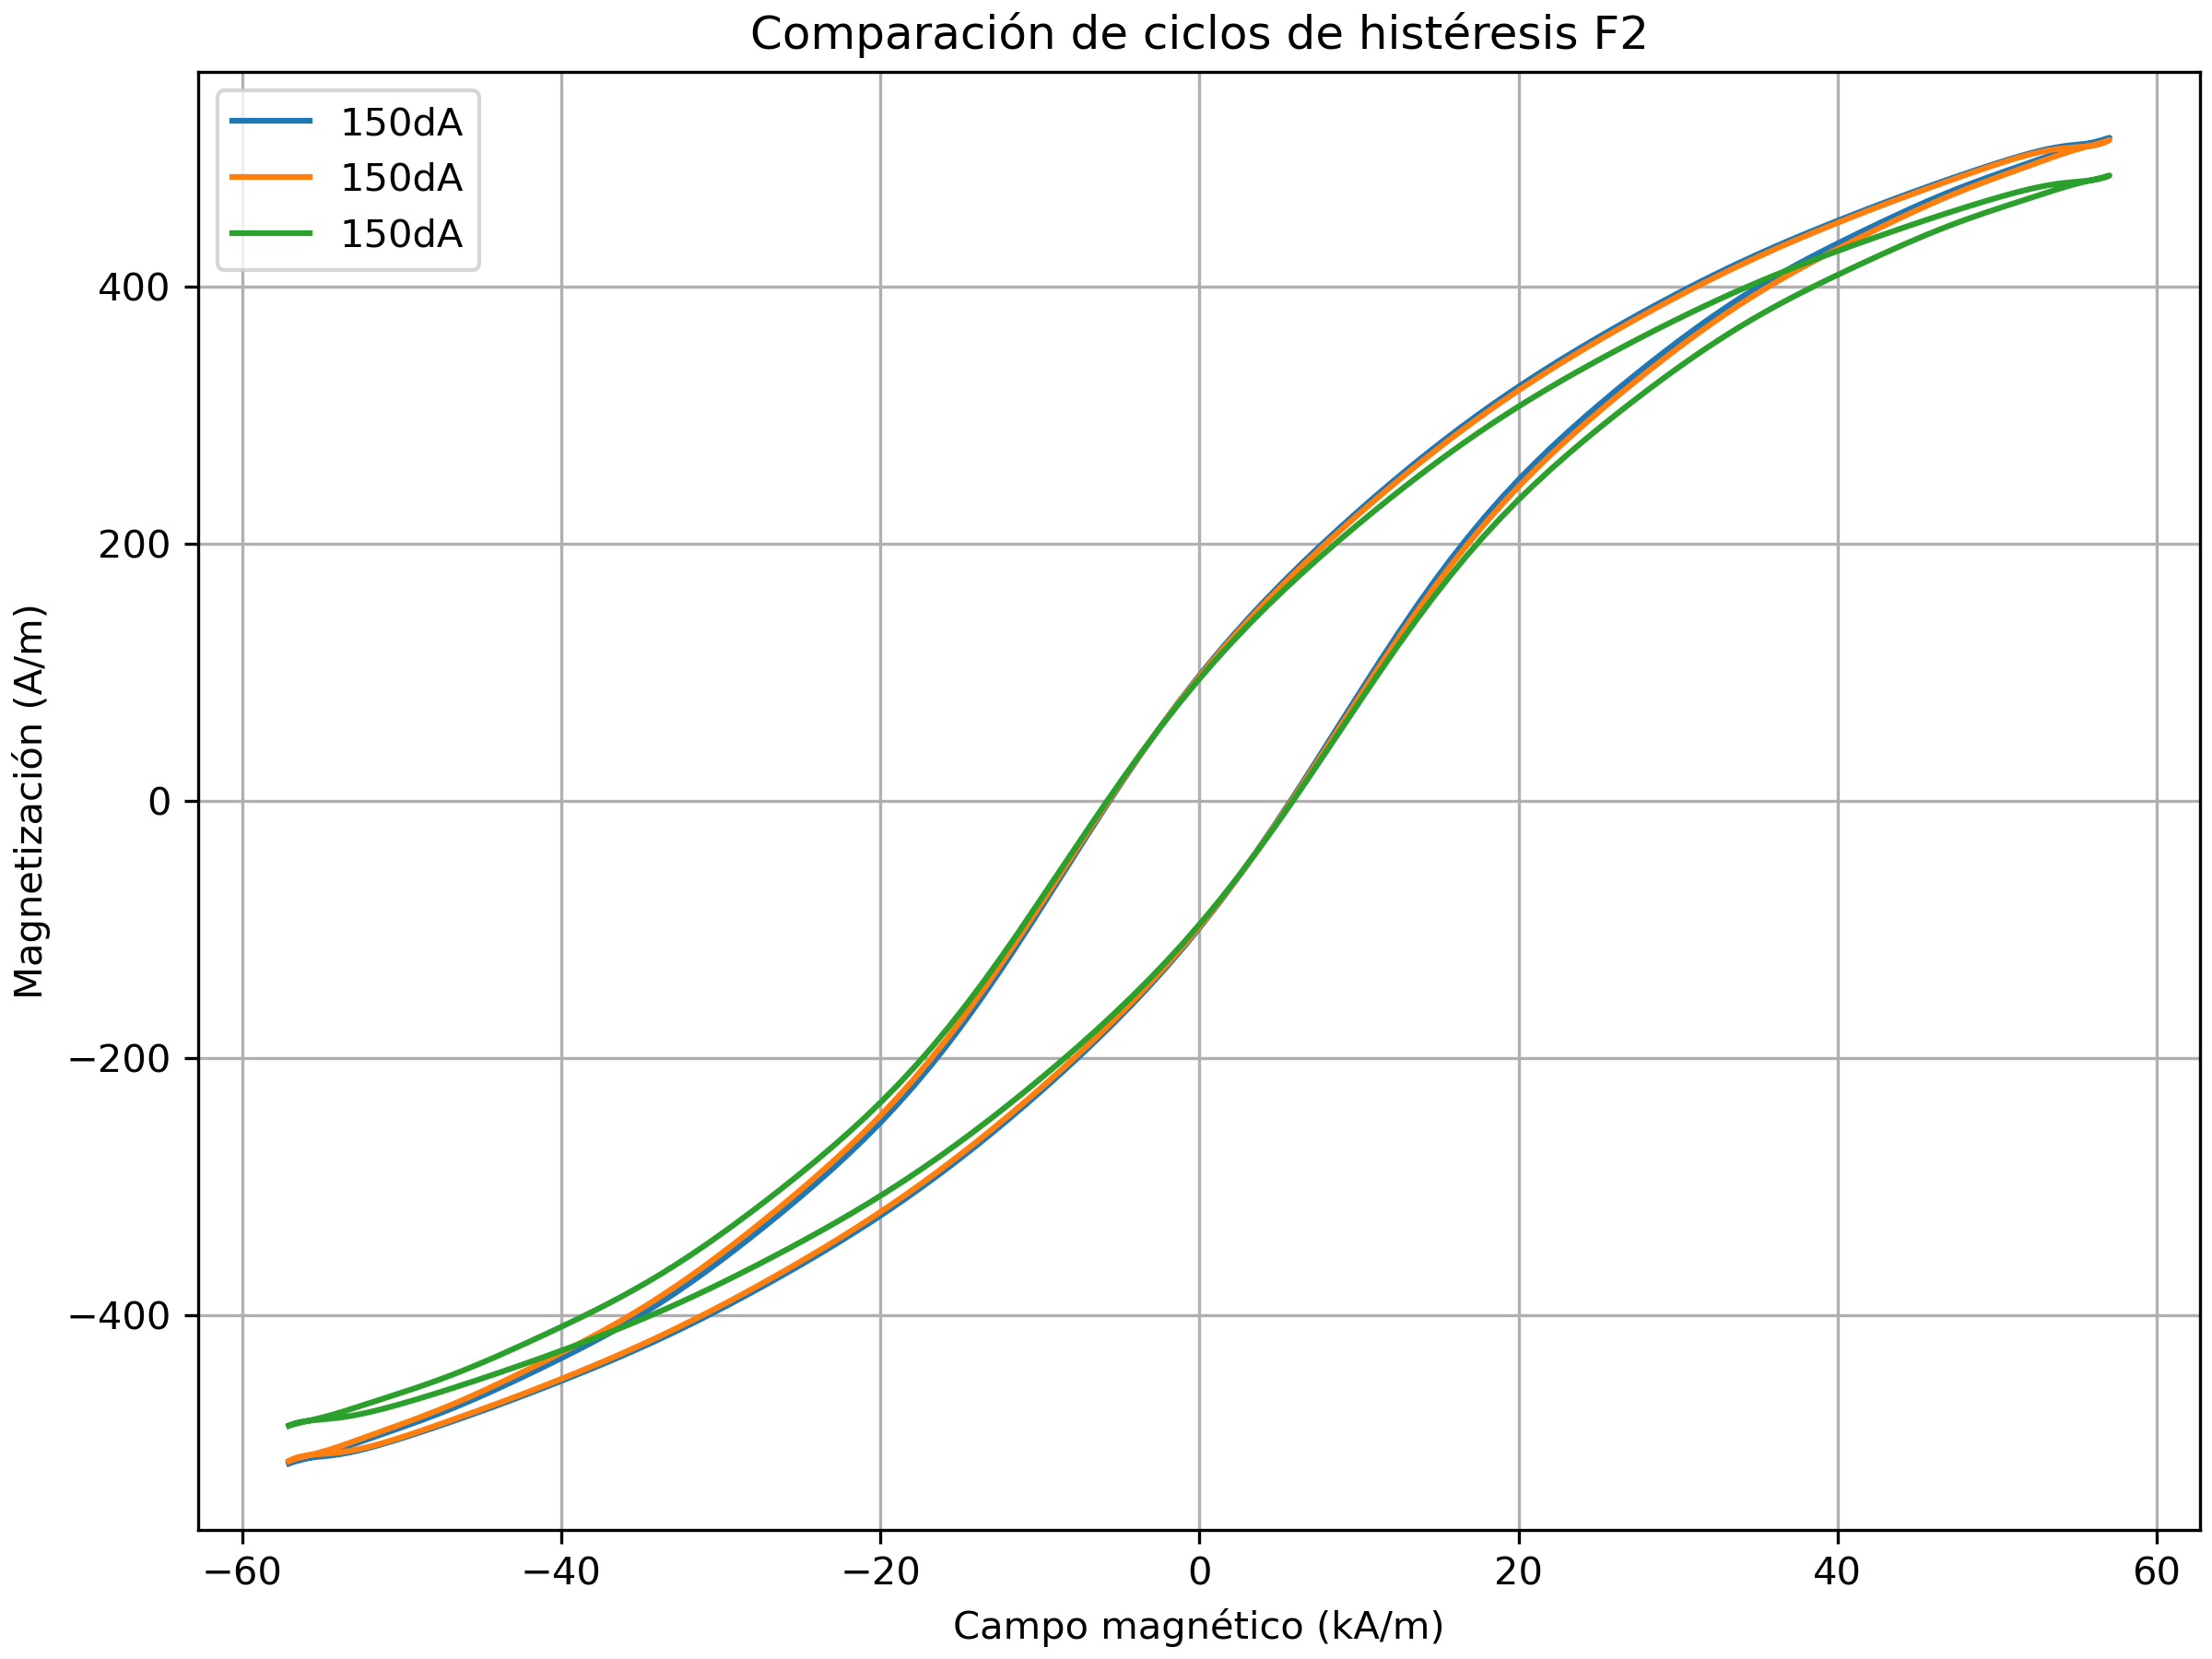 Comparación de ciclos de histéresis F2
150dA
150dA
150dA
400
200
0
−200
−400
Magnetización (A/m)
−60 −40 −20 0 20 40 60
Campo magnético (kA/m)